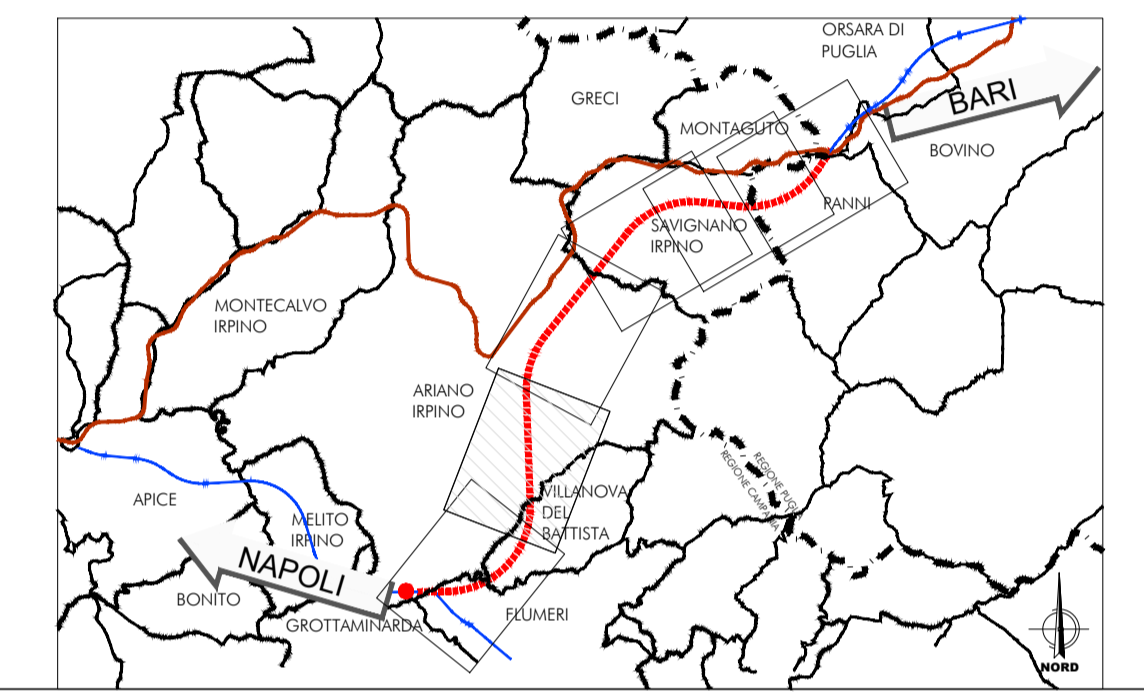 ORSARA DI
PUGLIA
GRECI
BARI
MONTAGUTO
BOVINO
PANNI
SAVIGNANO
IRPINO
MONTECALVO
IRPINO
ARIANO
IRPINO
REGIONE PUGLIA
REGIONE CAMPANIA
APICE
VILLANOVA
DEL
BATTISTA
MELITO
IRPINO
NAPOLI
BONITO
GROTTAMINARDA
FLUMERI
NORD